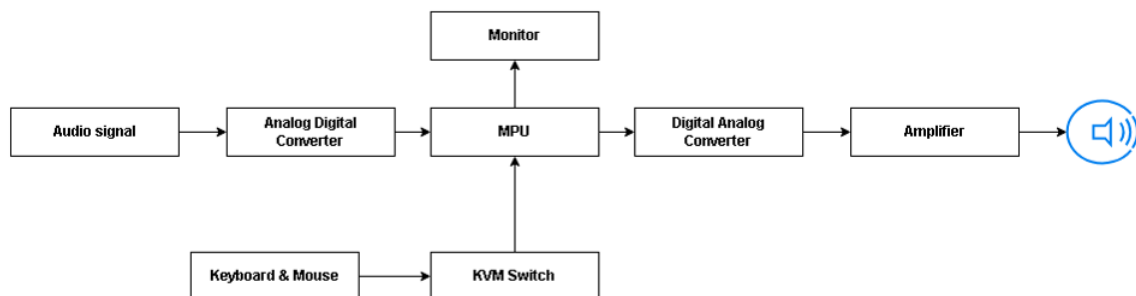 Monitor
Audio signal
Analog Digital
Converter
MPU
Digital Analog
Converter
Amplifier
Keyboard & Mouse
KVM Switch